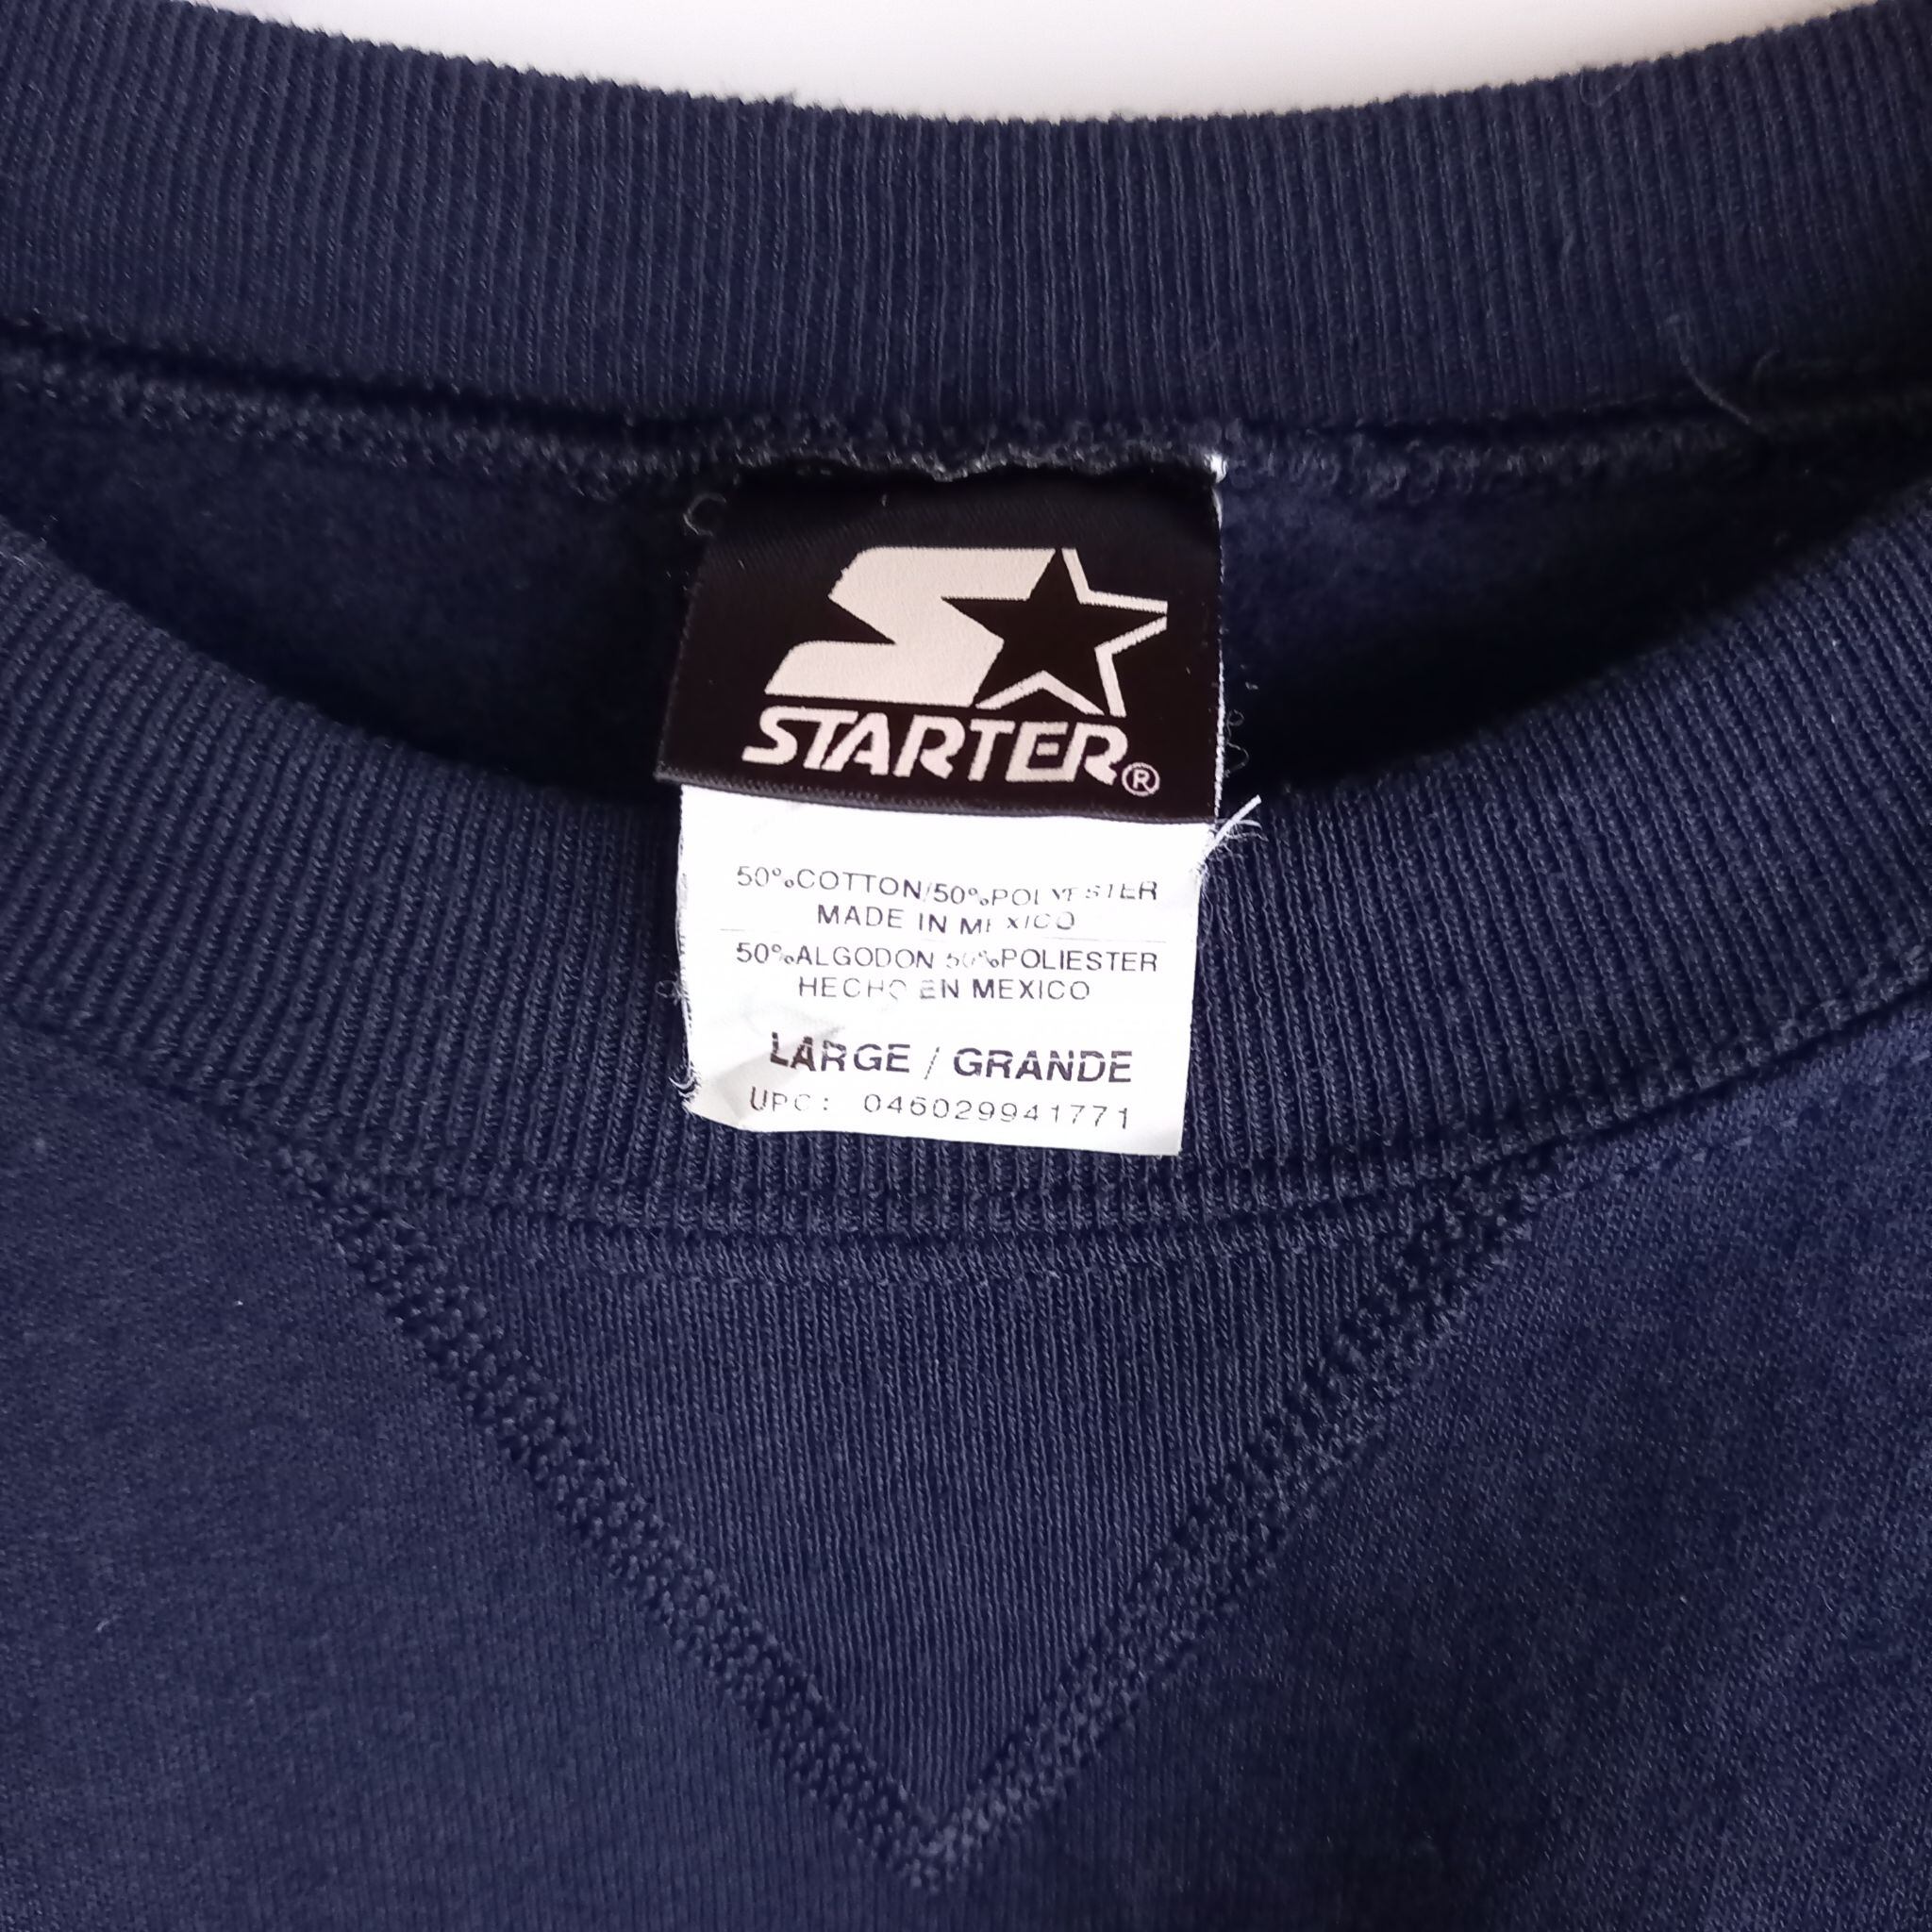 STARTER®
50%COTTON/50%POLYESTER
MADE IN MEXICO
50%ALGODON 50%POLIESTER
HECHO EN MEXICO
LARGE / GRANDE
UPC: 046029941771